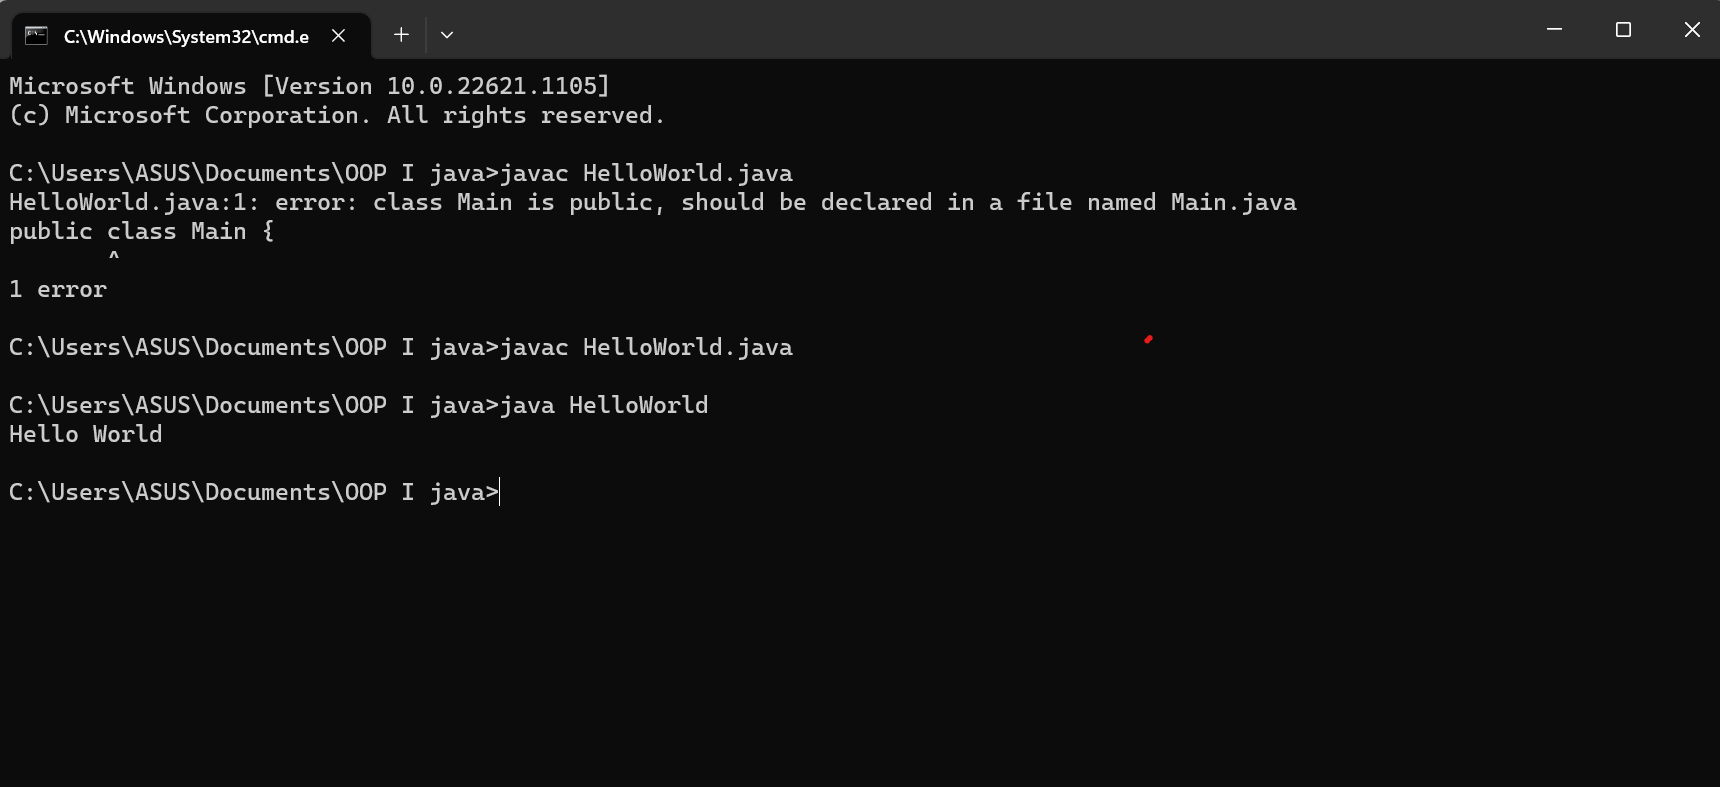 C:\Windows\System32\cmd.e
Microsoft Windows [Version 10.0.22621.1105]
(c) Microsoft Corporation. All rights reserved.
C:\Users\ASUS\Documents\OOP I java>javac HelloWorld.java
HelloWorld.java:1: error: class Main is public, should be declared in a file named Main.java
public class Main {
       ^
1 error
C:\Users\ASUS\Documents\OOP I java>javac HelloWorld.java
C:\Users\ASUS\Documents\OOP I java>java HelloWorld
Hello World
C:\Users\ASUS\Documents\OOP I java>